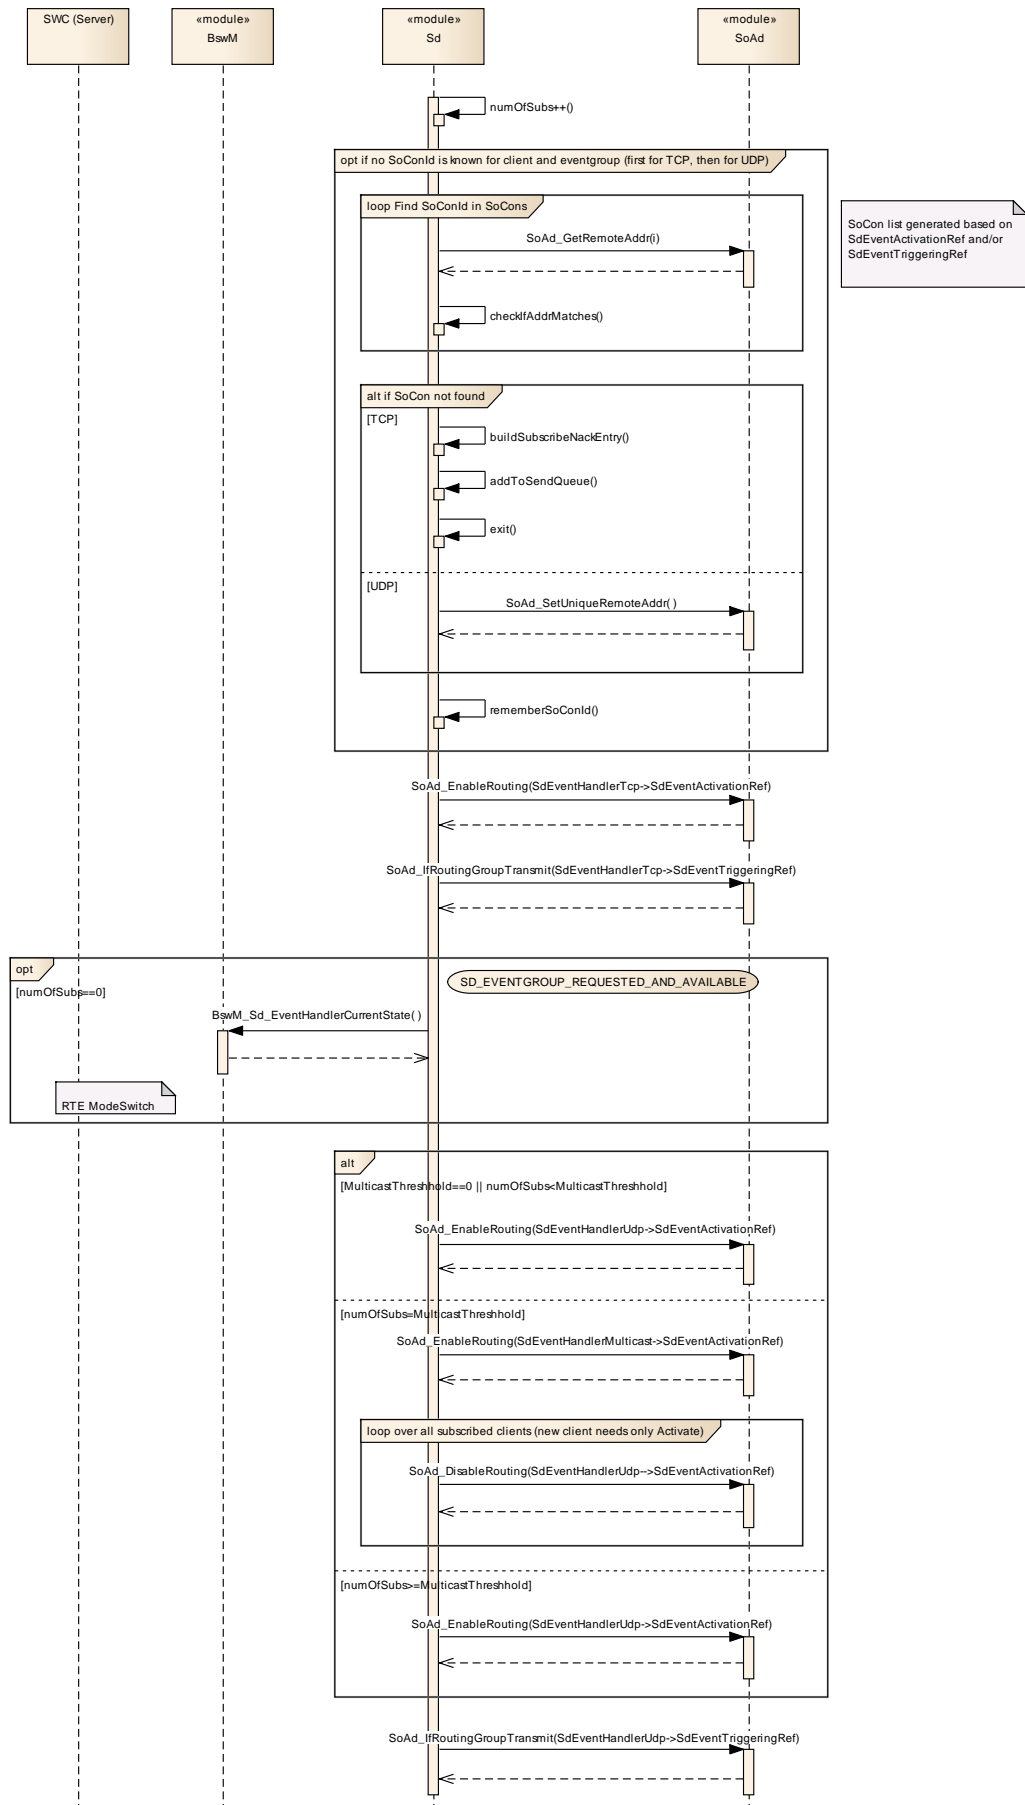 SWC (Server)
«module»
BswM
«module»
Sd
«module»
SoAd
numOfSubs++()
opt if no SoConId is known for client and eventgroup (first for TCP, then for UDP)
loop Find SoConId in SoCons
SoCon list generated based on
SdEventActivationRef and/or
SdEventTriggeringRef
SoAd_GetRemoteAddr(i)
checkIfAddrMatches()
alt if SoCon not found
[TCP]
buildSubscribeNackEntry()
addToSendQueue()
exit()
[UDP]
SoAd_SetUniqueRemoteAddr( )
rememberSoConId()
SoAd_EnableRouting(SdEventHandlerTcp->SdEventActivationRef)
SoAd_IfRoutingGroupTransmit(SdEventHandlerTcp->SdEventTriggeringRef)
opt
SD_EVENTGROUP_REQUESTED_AND_AVAILABLE
[numOfSubs==0]
BswM_Sd_EventHandlerCurrentState( )
RTE ModeSwitch
alt
[MulticastThreshhold==0 || numOfSubs<MulticastThreshhold]
SoAd_EnableRouting(SdEventHandlerUdp->SdEventActivationRef)
[numOfSubs=MulticastThreshhold]
SoAd_EnableRouting(SdEventHandlerMulticast->SdEventActivationRef)
loop over all subscribed clients (new client needs only Activate)
SoAd_DisableRouting(SdEventHandlerUdp-->SdEventActivationRef)
[numOfSubs>=MulticastThreshhold]
SoAd_EnableRouting(SdEventHandlerUdp->SdEventActivationRef)
SoAd_IfRoutingGroupTransmit(SdEventHandlerUdp->SdEventTriggeringRef)